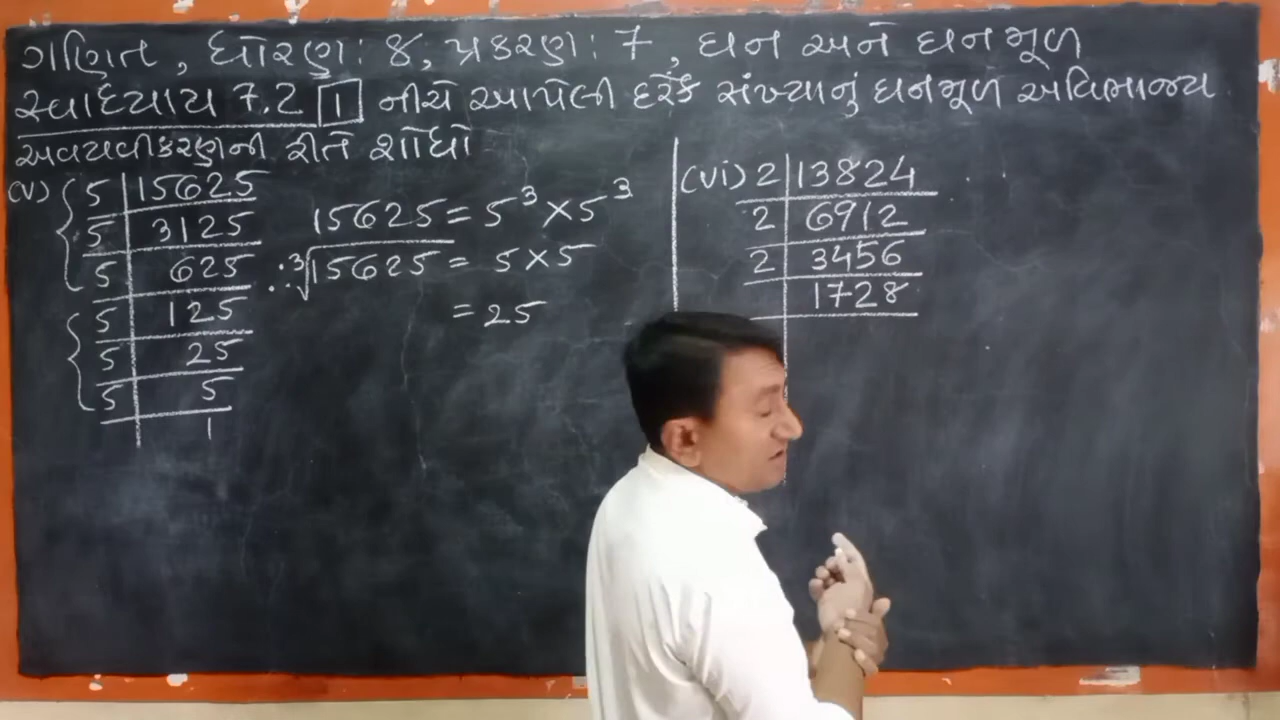 ગણિત, ધોરણ: ૪, પ્રકરણ: 7, ઘન અને ઘનમૂળ
સ્વાધ્યાય 7.2 1 નીચે આપેલી દરેક સંખ્યાનું ઘનમૂળ અવિભાજ્ય
અવયવીકરણની રીતે શોધો
(v) 5 15625
5 3125
5 625
5 125
5 25
5 5
1
15625 = 5³ × 5³
∴ ³√15625 = 5 × 5
= 25
(vi) 2 13824
2 6912
2 3456
1728